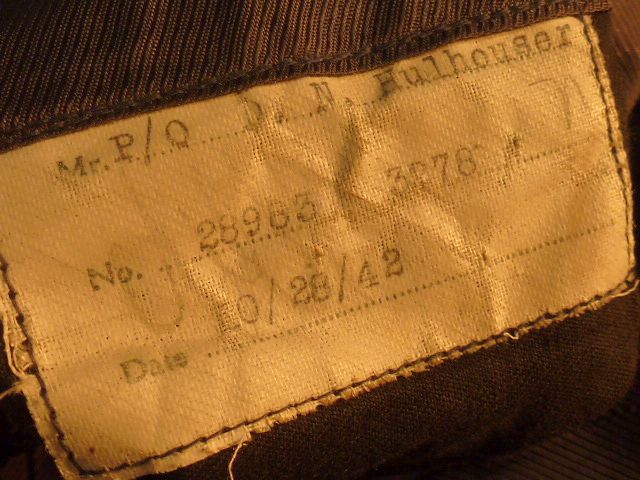 Mr. P/O D. N. Hulhouser
No. 28963 3878
Date 10/28/42